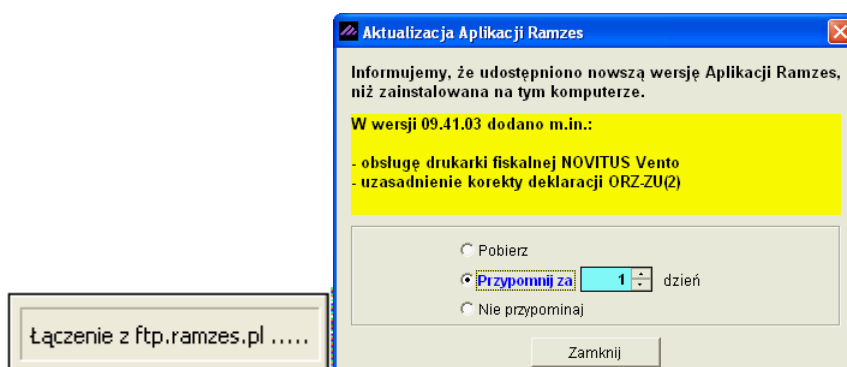 Aktualizacja Aplikacji Ramzes
Informujemy, że udostępniono nowszą wersję Aplikacji Ramzes,
niż zainstalowana na tym komputerze.
W wersji 09.41.03 dodano m.in.:
- obsługę drukarki fiskalnej NOVITUS Vento
- uzasadnienie korekty deklaracji ORZ-ZU(2)
Pobierz
Przypomnij za 1 dzień
Nie przypominaj
Zamknij
Łączenie z ftp.ramzes.pl .....